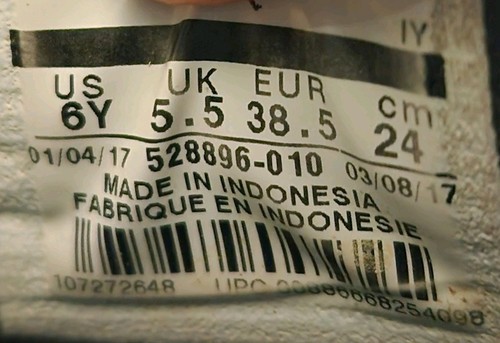 IY
US UK EUR cm
6Y 5.5 38.5 24
01/04/17 528896-010 03/08/17
MADE IN INDONESIA
FABRIQUE EN INDONESIE
107272648 UPC